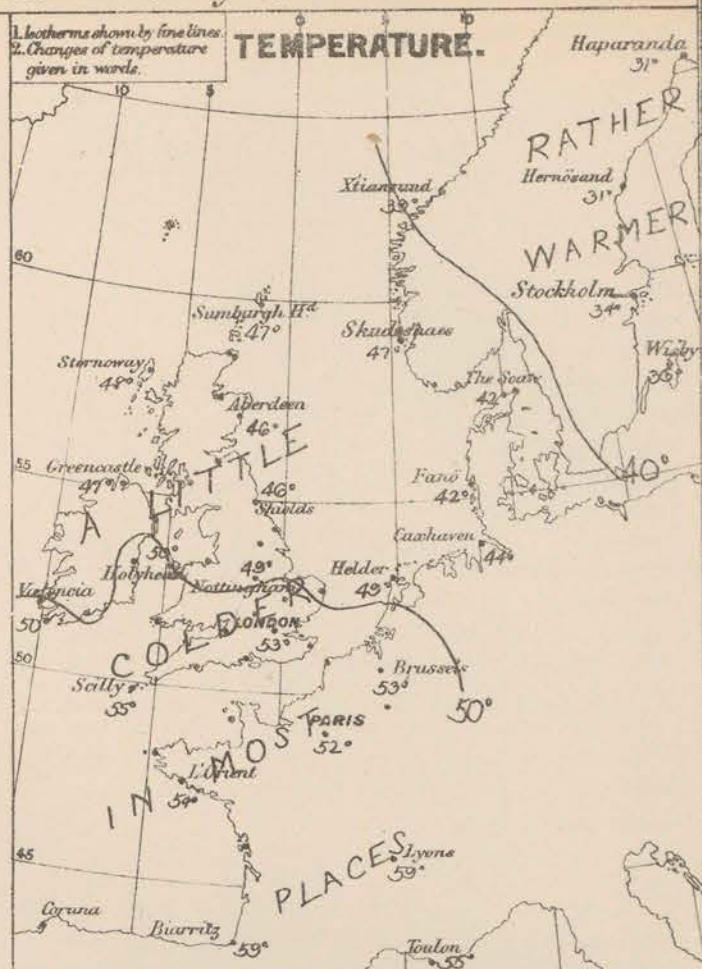 1. Isotherms shown by fine lines.
2. Changes of temperature
given in words.
TEMPERATURE.
0 5 10
10 5
Haparanda
31°
RATHER
Hernösand
31°
WARMER
Xtiansund
39
60
Stockholm
34°
Sumburgh Hd
47°
Skudesnaes
47
Wisby
36
Stornoway
48°
The Scaw
42
Aberdeen
46°
A LITTLE
Greencastle
47
55
46°
Shields
Fanö
42°
40°
Caxhaven
44°
50
Holyhead
49°
Nottingham
Helder
49
Valencia
50
COLDER
LONDON
53°
50
Scilly
55°
Brussels
53°
50°
IN MOST
PARIS
52°
L'Orient
54°
45
PLACES
Lyons
59°
Coruna
Biarritz
59°
Toulon
55°